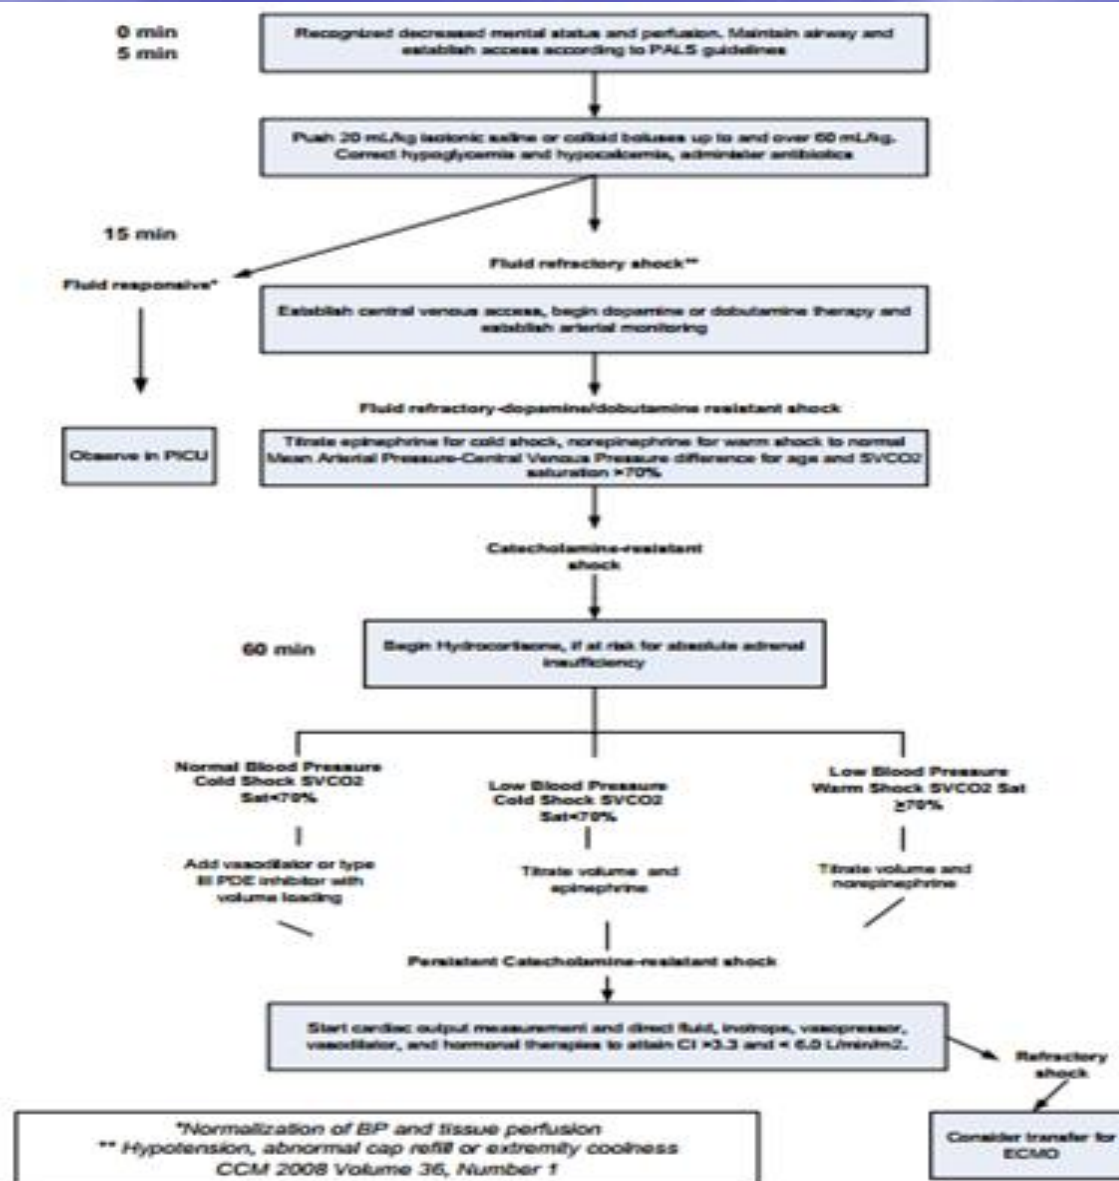 0 min
5 min
Recognized decreased mental status and perfusion. Maintain airway and
establish access according to PALS guidelines
Push 20 mL/kg isotonic saline or colloid boluses up to and over 60 mL/kg.
Correct hypoglycemia and hypocalcemia, administer antibiotics
15 min
Fluid responsive*
Fluid refractory shock**
Establish central venous access, begin dopamine or dobutamine therapy and
establish arterial monitoring
Observe in PICU
Fluid refractory-dopamine/dobutamine resistant shock
Titrate epinephrine for cold shock, norepinephrine for warm shock to normal
Mean Arterial Pressure-Central Venous Pressure difference for age and SVCO2
saturation >70%
Catecholamine-resistant
shock
60 min
Begin Hydrocortisone, if at risk for absolute adrenal
insufficiency
Normal Blood Pressure
Cold Shock SVCO2
Sat<70%
Low Blood Pressure
Cold Shock SVCO2
Sat<70%
Low Blood Pressure
Warm Shock SVCO2 Sat
≥70%
Add vasodilator or type
III PDE inhibitor with
volume loading
Titrate volume and
epinephrine
Titrate volume and
norepinephrine
Persistent Catecholamine-resistant shock
Start cardiac output measurement and direct fluid, inotrope, vasopressor,
vasodilator, and hormonal therapies to attain CI >3.3 and < 6.0 L/min/m2.
Refractory
shock
Consider transfer for
ECMO
*Normalization of BP and tissue perfusion
** Hypotension, abnormal cap refill or extremity coolness
CCM 2008 Volume 36, Number 1